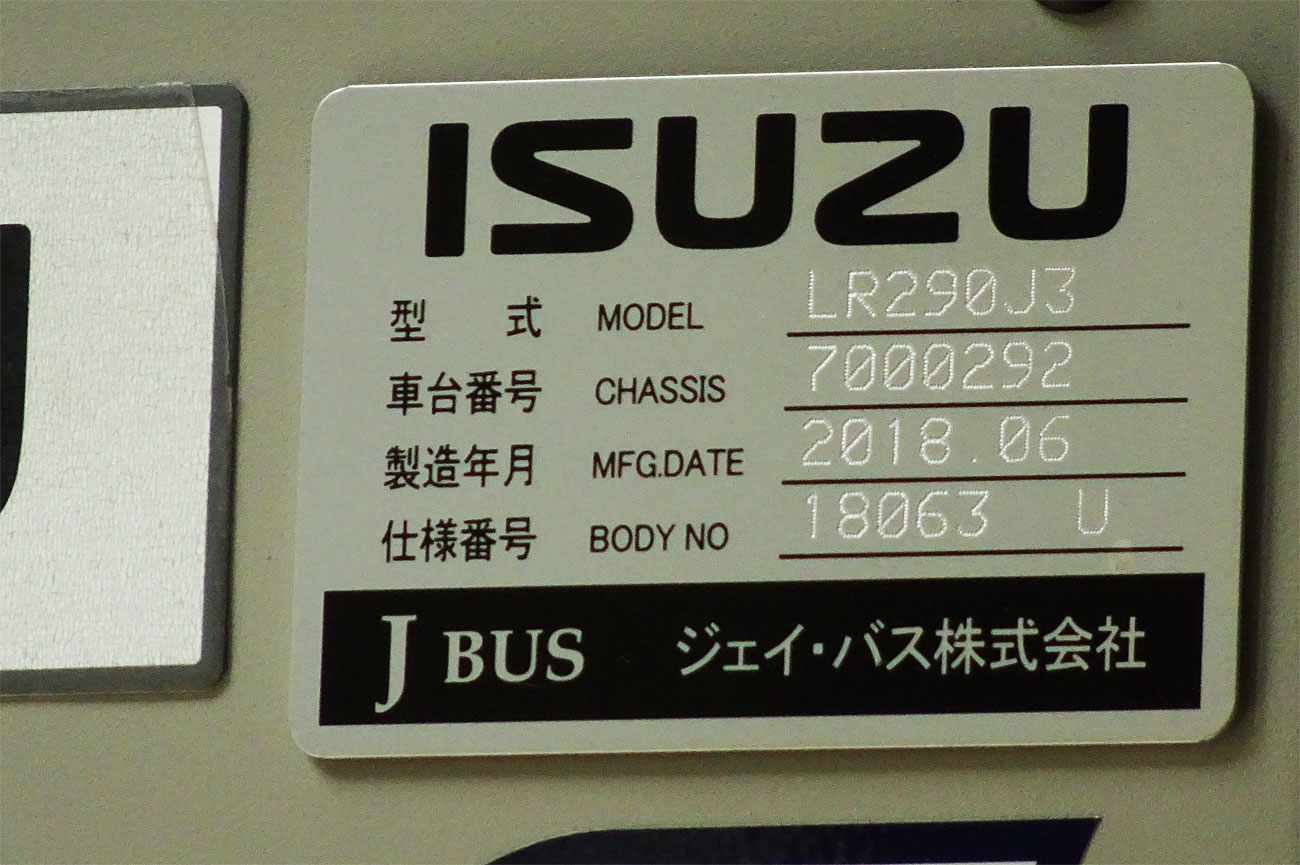 ISUZU
型 式 MODEL LR290J3
車台番号 CHASSIS 7000292
製造年月 MFG.DATE 2018.06
仕様番号 BODY NO 18063 U
J BUS ジェイ・バス株式会社